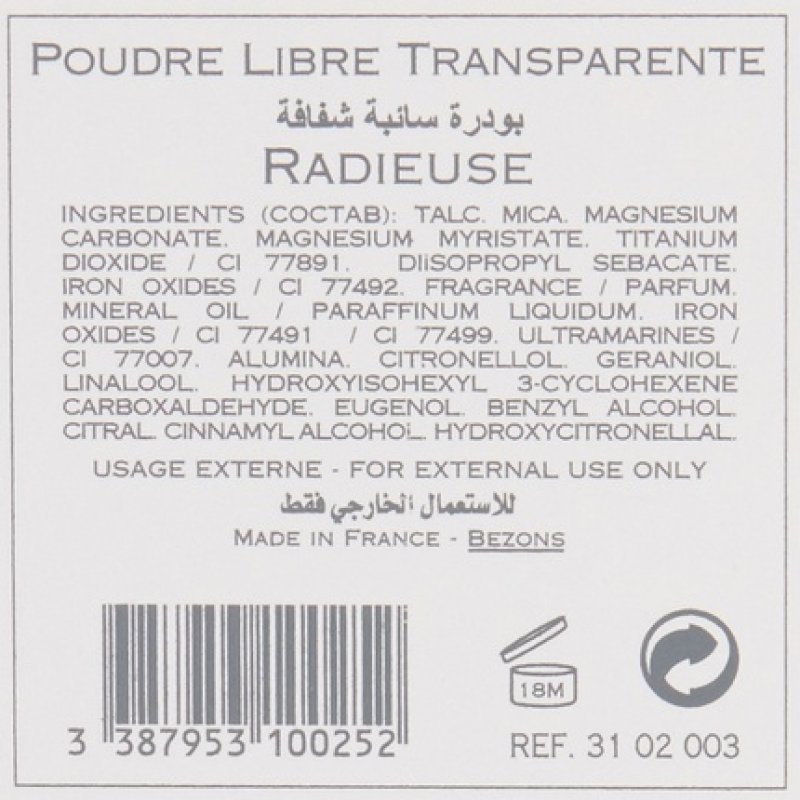 POUDRE LIBRE TRANSPARENTE
بودرة سائبة شفافة
RADIEUSE
INGREDIENTS (COCTAB): TALC. MICA. MAGNESIUM
CARBONATE. MAGNESIUM MYRISTATE. TITANIUM
DIOXIDE / CI 77891. DIISOPROPYL SEBACATE.
IRON OXIDES / CI 77492. FRAGRANCE / PARFUM.
MINERAL OIL / PARAFFINUM LIQUIDUM. IRON
OXIDES / CI 77491 / CI 77499. ULTRAMARINES /
CI 77007. ALUMINA. CITRONELLOL. GERANIOL.
LINALOOL. HYDROXYISOHEXYL 3-CYCLOHEXENE
CARBOXALDEHYDE. EUGENOL. BENZYL ALCOHOL.
CITRAL. CINNAMYL ALCOHOL. HYDROXYCITRONELLAL.
USAGE EXTERNE - FOR EXTERNAL USE ONLY
للاستعمال الخارجي فقط
MADE IN FRANCE - BEZONS
18M
3 387953 100252
REF. 31 02 003